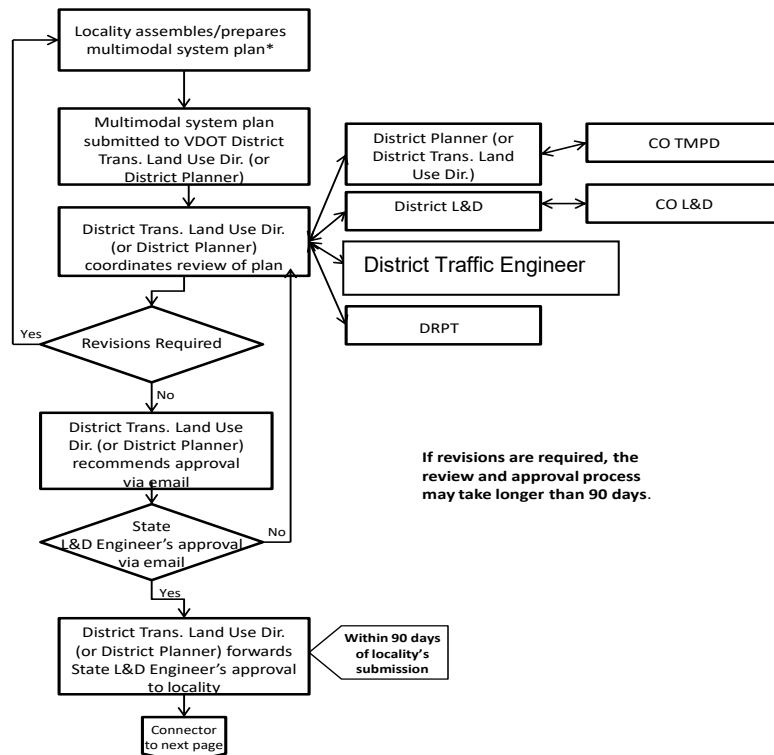 Locality assembles/prepares
multimodal system plan*
Multimodal system plan
submitted to VDOT District
Trans. Land Use Dir. (or
District Planner)
District Planner (or
District Trans. Land
Use Dir.)
CO TMPD
District L&D
CO L&D
District Trans. Land Use Dir.
(or District Planner)
coordinates review of plan
District Traffic Engineer
DRPT
Yes
Revisions Required
No
District Trans. Land Use
Dir. (or District Planner)
recommends approval
via email
If revisions are required, the
review and approval process
may take longer than 90 days.
State
L&D Engineer's approval
via email
No
Yes
District Trans. Land Use Dir.
(or District Planner) forwards
State L&D Engineer's approval
to locality
Within 90 days
of locality's
submission
Connector
to next page